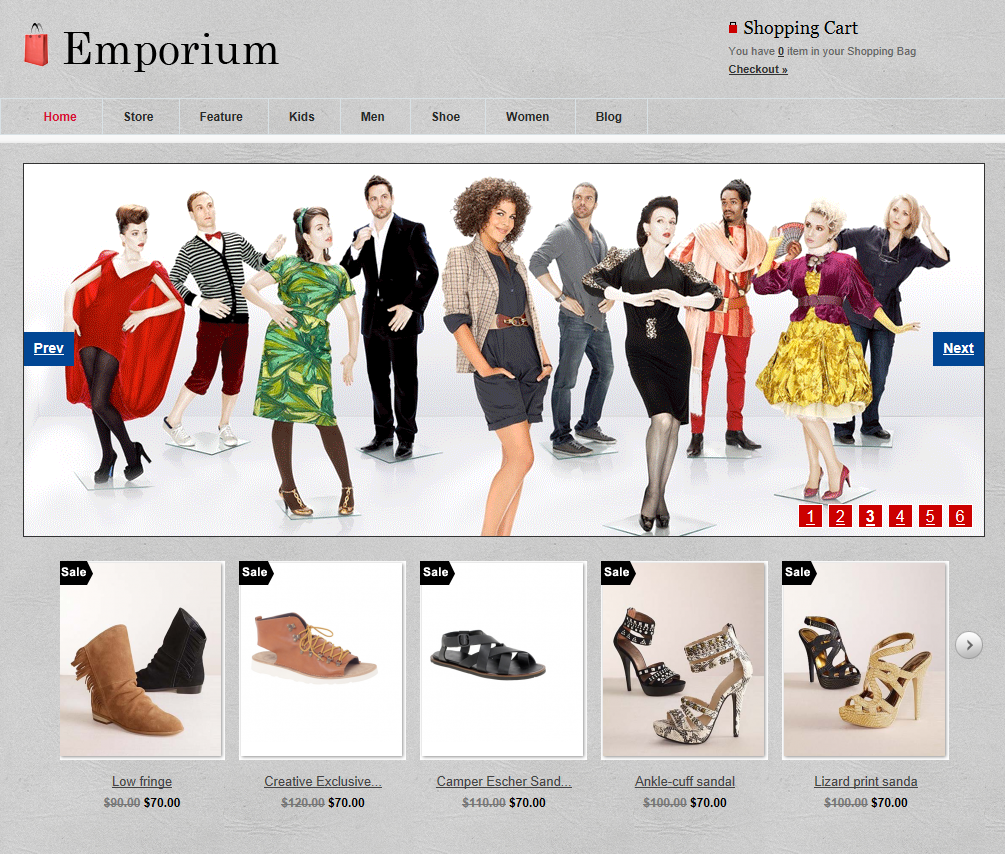 Emporium
Shopping Cart
You have 0 item in your Shopping Bag
Checkout »
Home Store Feature Kids Men Shoe Women Blog
Prev Next
1 2 3 4 5 6
Sale Sale Sale Sale Sale
Low fringe Creative Exclusive... Camper Escher Sand... Ankle-cuff sandal Lizard print sanda
$90.00 $70.00 $120.00 $70.00 $110.00 $70.00 $100.00 $70.00 $100.00 $70.00